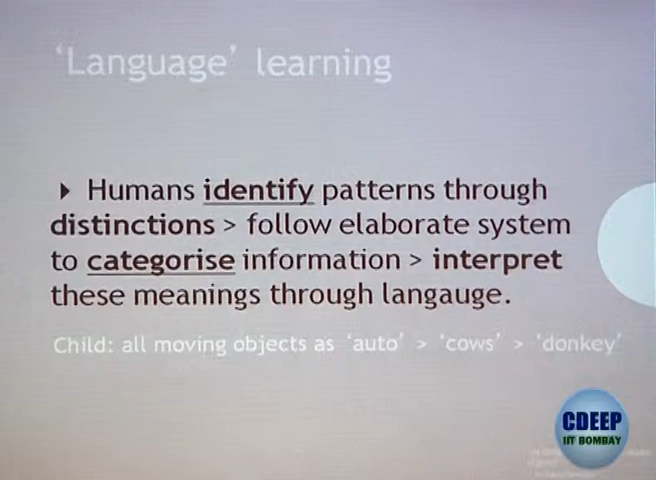 ‘Language’ learning
Humans identify patterns through
distinctions > follow elaborate system
to categorise information > interpret
these meanings through langauge.
Child: all moving objects as ‘auto’ > ‘cows’ > ‘donkey’
CDEEP
IIT BOMBAY